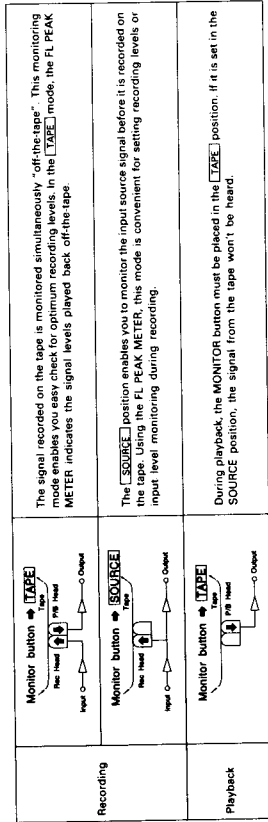 Recording
Monitor button ➡ [TAPE]
Tape
Rec Head P/B Head
Input Output
The signal recorded on the tape is monitored simultaneously "off-the-tape". This monitoring
mode enables you easy check for optimum recording levels. In the [TAPE] mode, the FL PEAK
METER indicates the signal levels played back off-the-tape.
Monitor button ➡ [SOURCE]
Tape
Rec Head
Input Output
The [SOURCE] position enables you to monitor the input source signal before it is recorded on
the tape. Using the FL PEAK METER, this mode is convenient for setting recording levels or
input level monitoring during recording.
Playback
Monitor button ➡ [TAPE]
Tape
P/B Head
Output
During playback, the MONITOR button must be placed in the [TAPE] position. If it is set in the
SOURCE position, the signal from the tape won't be heard.